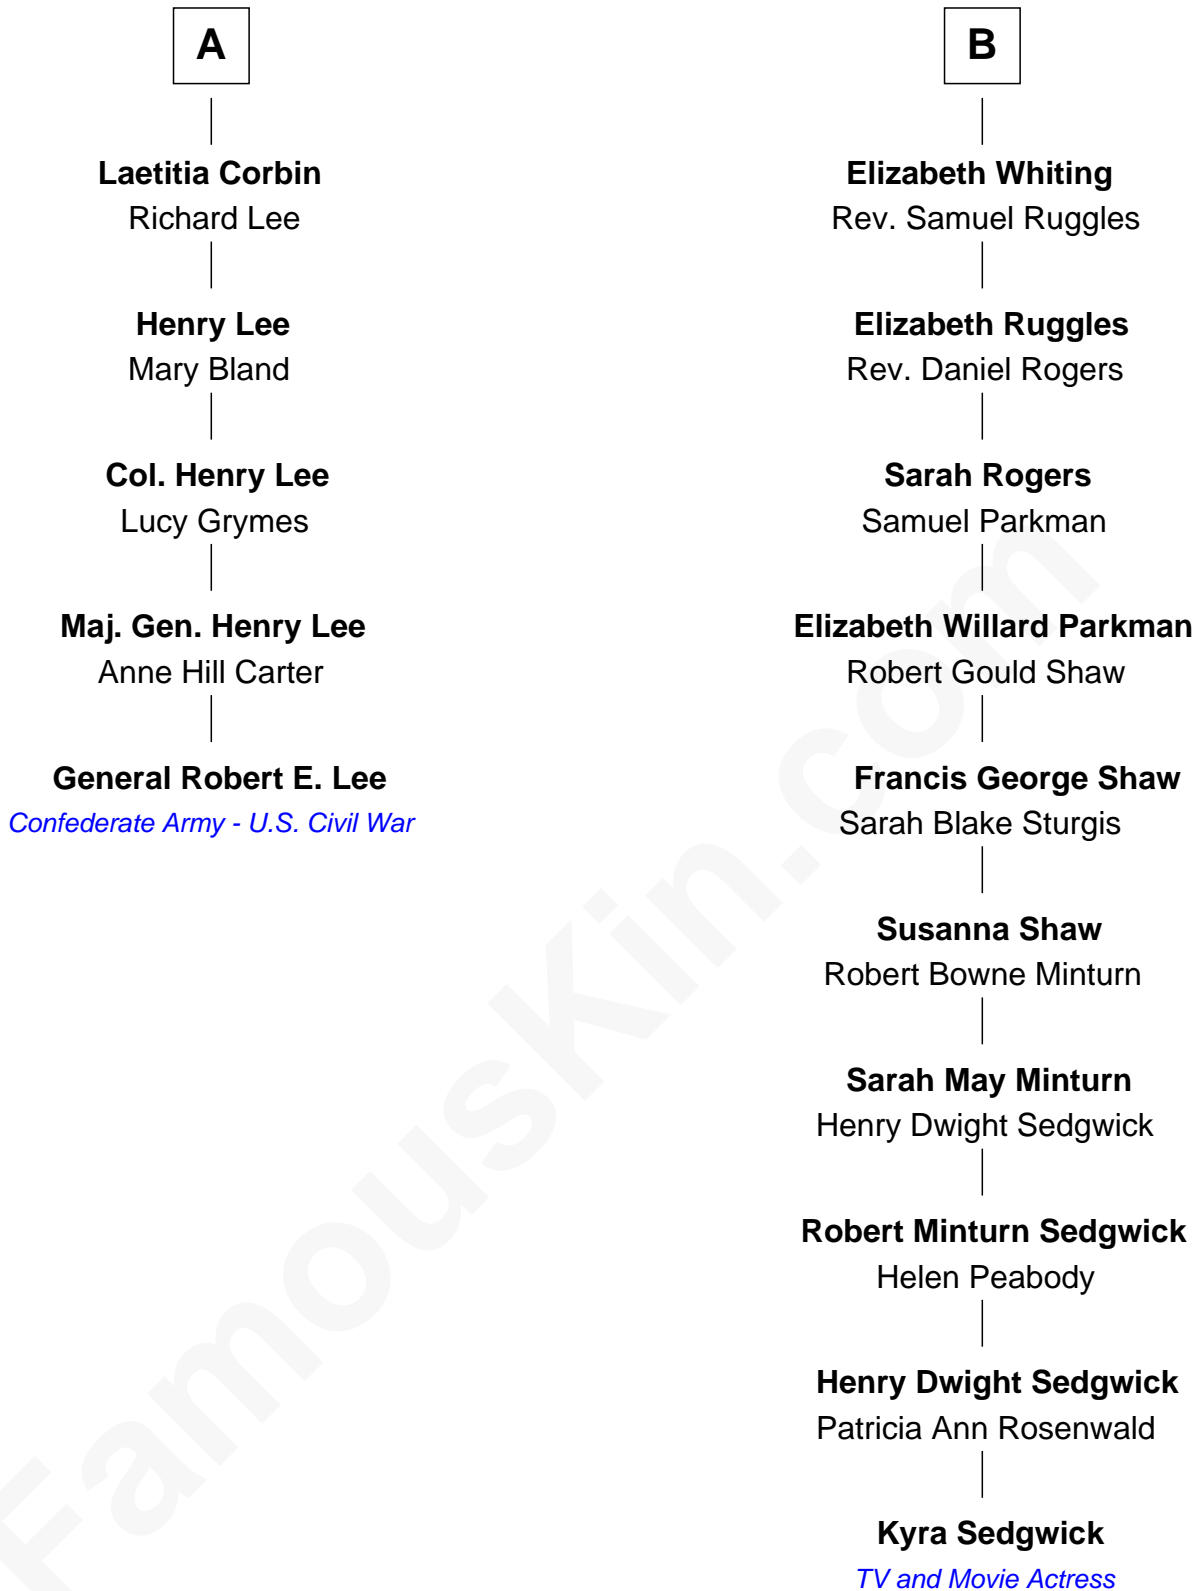 A
Laetitia Corbin
Richard Lee
Henry Lee
Mary Bland
Col. Henry Lee
Lucy Grymes
Maj. Gen. Henry Lee
Anne Hill Carter
General Robert E. Lee
Confederate Army - U.S. Civil War
B
Elizabeth Whiting
Rev. Samuel Ruggles
Elizabeth Ruggles
Rev. Daniel Rogers
Sarah Rogers
Samuel Parkman
Elizabeth Willard Parkman
Robert Gould Shaw
Francis George Shaw
Sarah Blake Sturgis
Susanna Shaw
Robert Bowne Minturn
Sarah May Minturn
Henry Dwight Sedgwick
Robert Minturn Sedgwick
Helen Peabody
Henry Dwight Sedgwick
Patricia Ann Rosenwald
Kyra Sedgwick
TV and Movie Actress
FamousKin.com